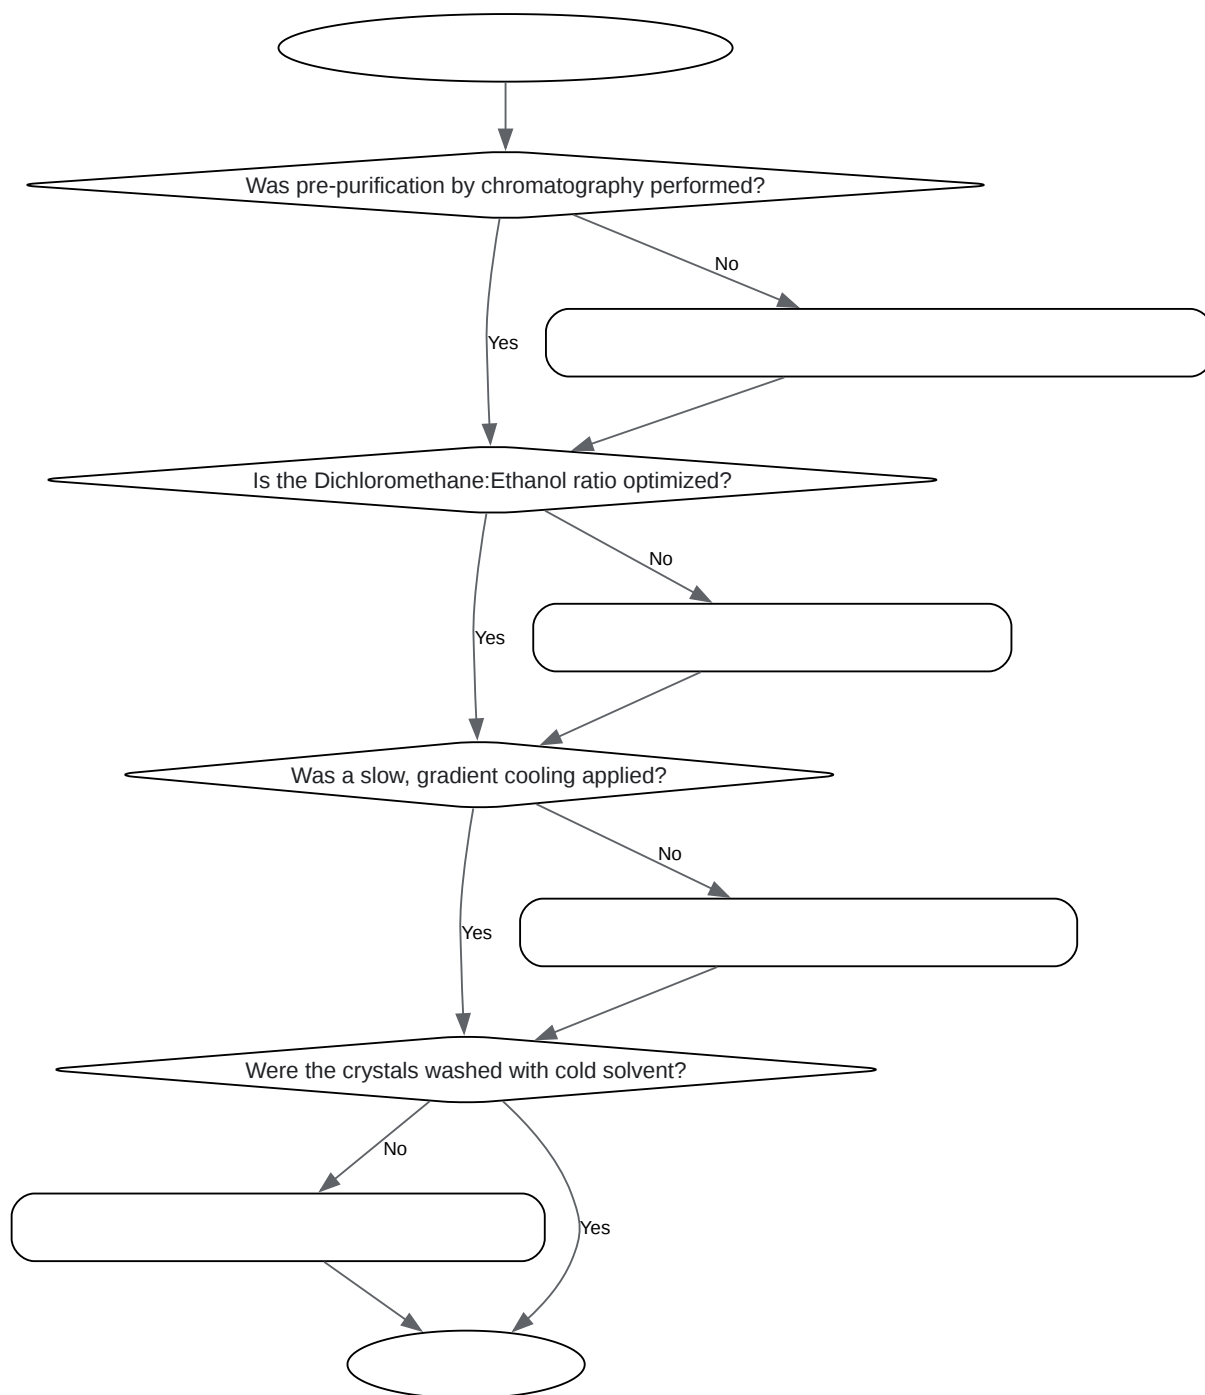 Was pre-purification by chromatography performed?
No
Yes
Is the Dichloromethane:Ethanol ratio optimized?
No
Yes
Was a slow, gradient cooling applied?
No
Yes
Were the crystals washed with cold solvent?
No
Yes